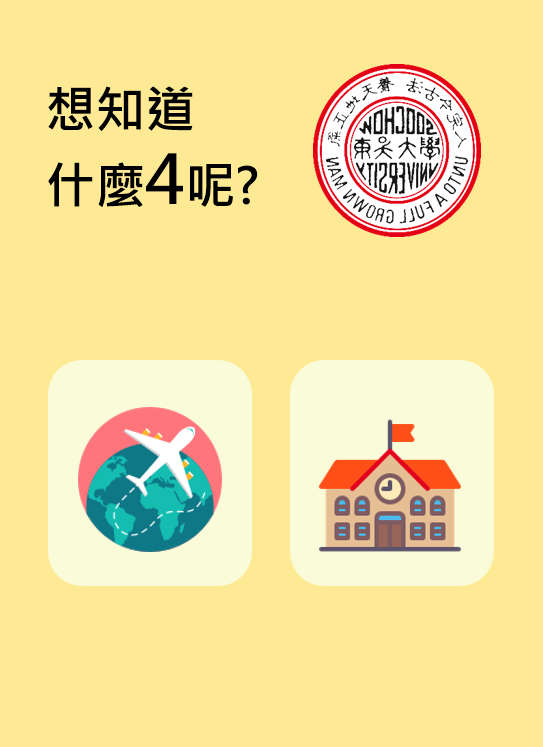 想知道
什麼4呢?
養天地正氣 法古今完人
SOOCHOW
東吳大學
UNIVERSITY
UNTO A FULL GROWN MAN